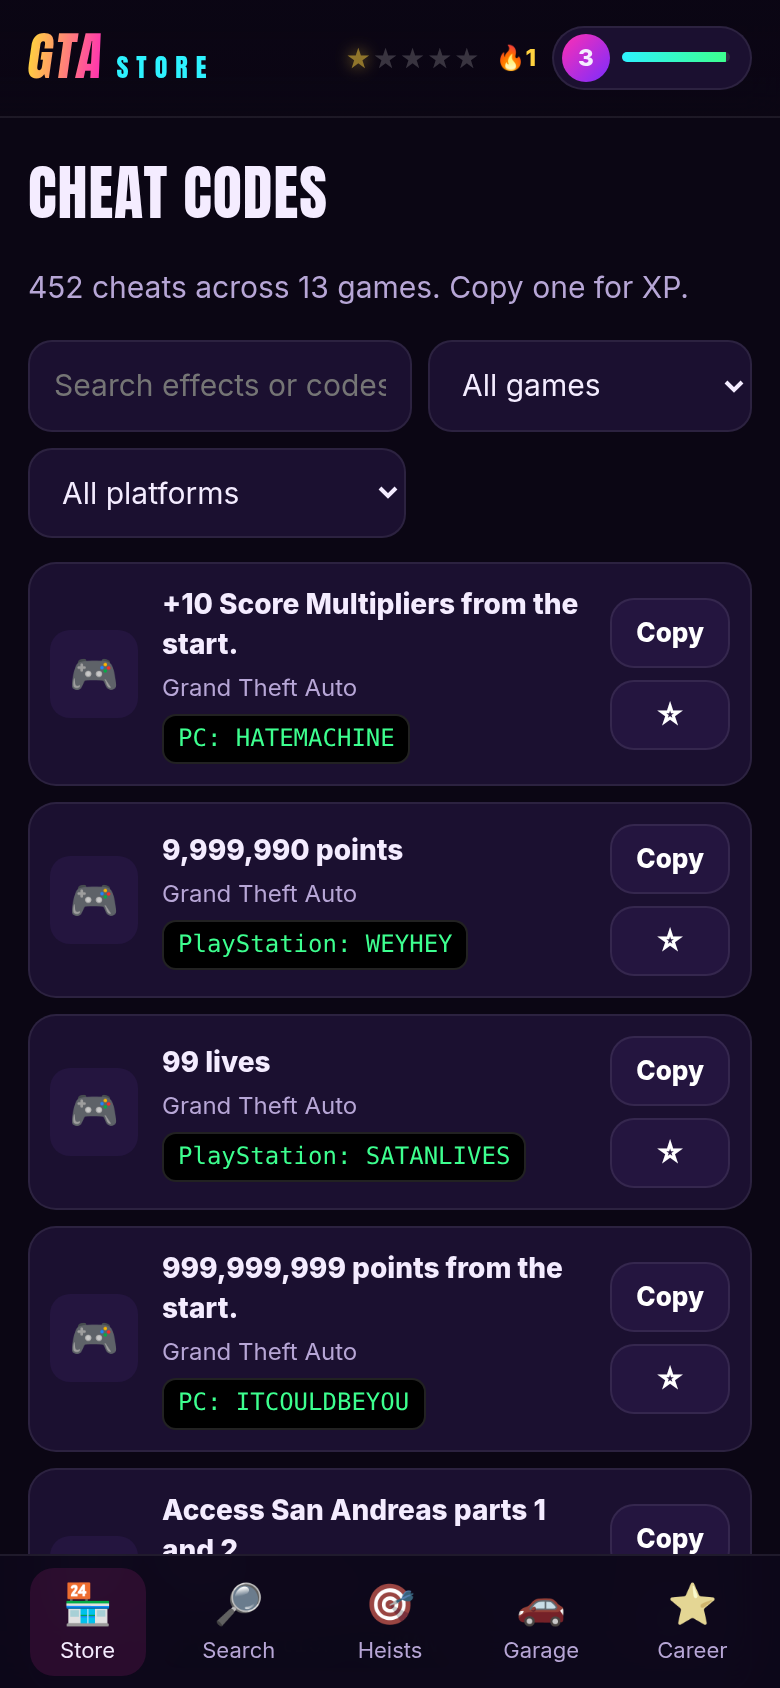 GTA STORE
🔥1
3
CHEAT CODES
452 cheats across 13 games. Copy one for XP.
Search effects or codes
All games
All platforms
+10 Score Multipliers from the
start.
Grand Theft Auto
PC: HATEMACHINE
Copy
9,999,990 points
Grand Theft Auto
PlayStation: WEYHEY
Copy
99 lives
Grand Theft Auto
PlayStation: SATANLIVES
Copy
999,999,999 points from the
start.
Grand Theft Auto
PC: ITCOULDBEYOU
Copy
Access San Andreas parts 1
and 2
Copy
24
Store
Search
Heists
Garage
Career